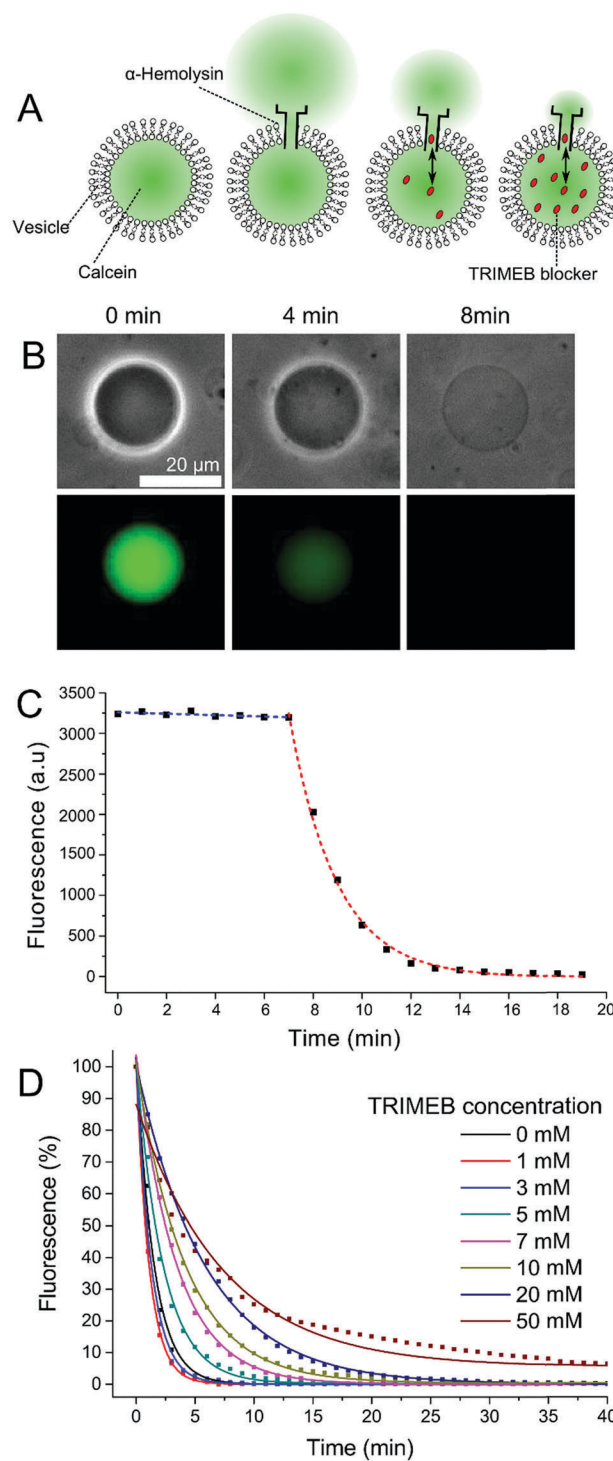 A
α-Hemolysin
Vesicle
Calcein
TRIMEB blocker
B
0 min
4 min
8min
20 µm
C
Fluorescence (a.u)
3500
3000
2500
2000
1500
1000
500
0
0 2 4 6 8 10 12 14 16 18 20
Time (min)
D
Fluorescence (%)
100
90
80
70
60
50
40
30
20
10
0
TRIMEB concentration
0 mM
1 mM
3 mM
5 mM
7 mM
10 mM
20 mM
50 mM
0 5 10 15 20 25 30 35 40
Time (min)